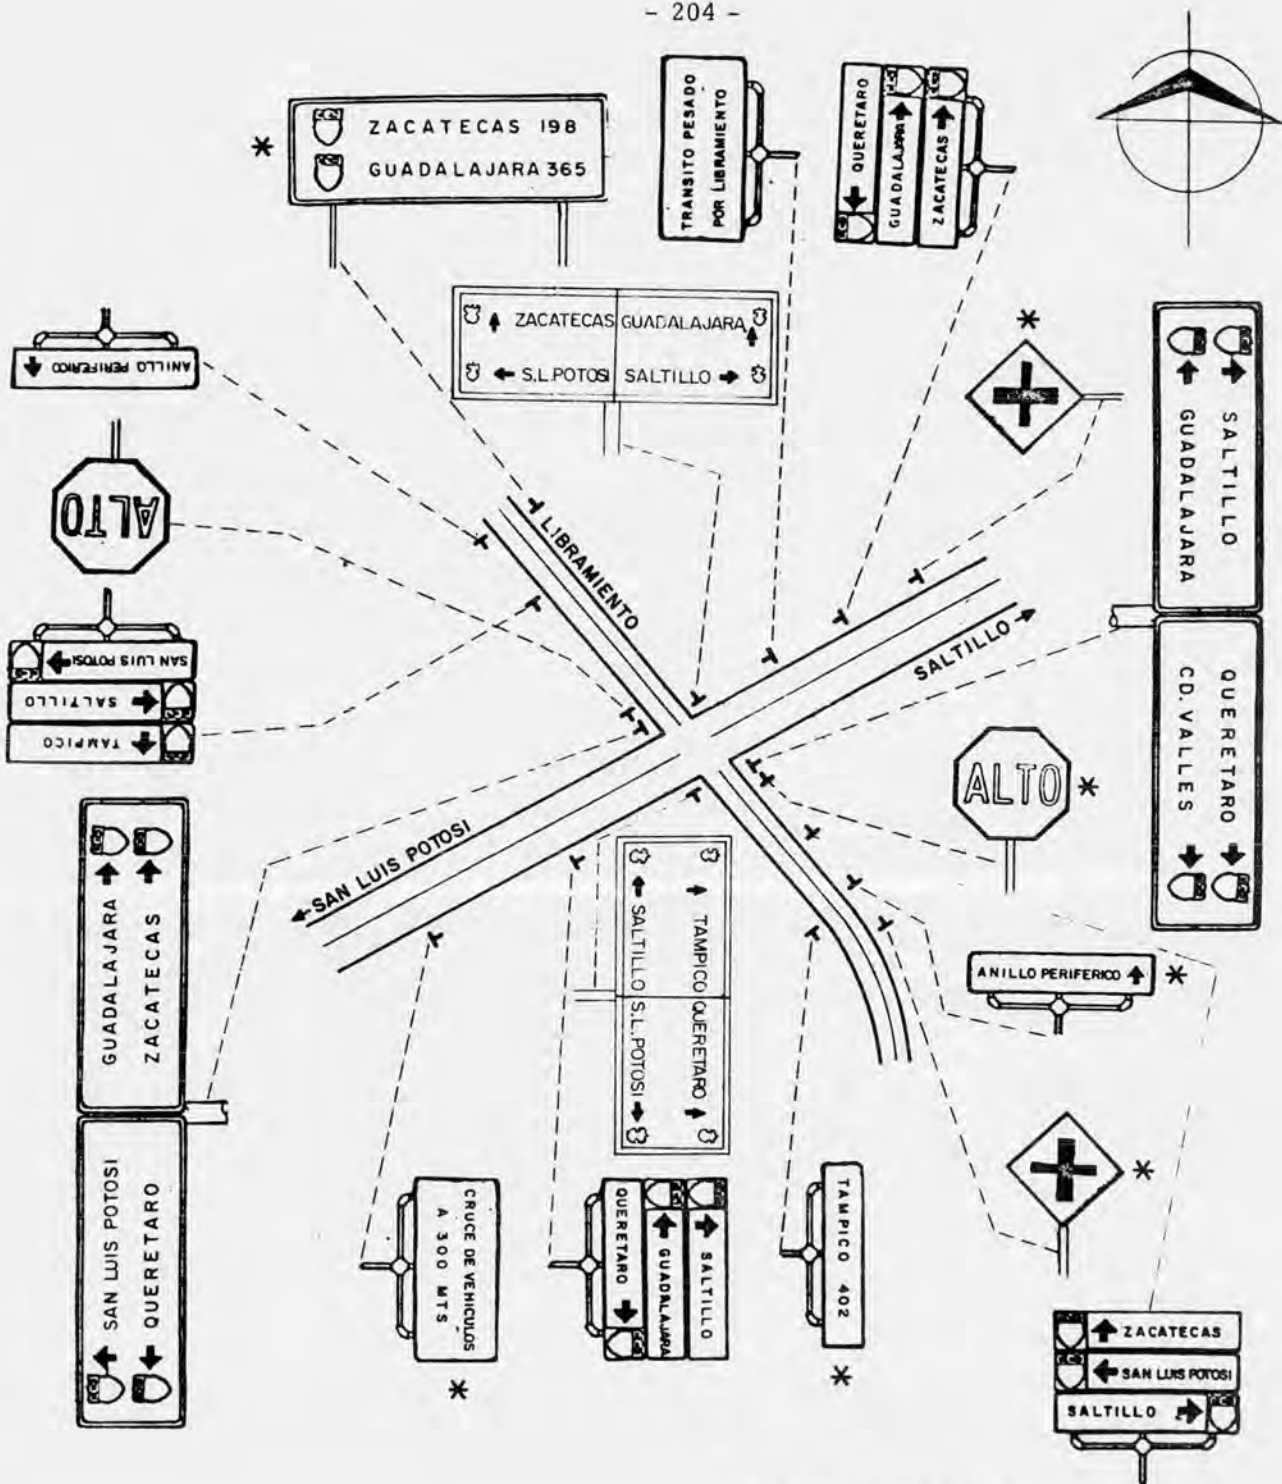 - 204 -
ZACATECAS 198
GUADALAJARA 365
TRANSITO PESADO
POR LIBRAMIENTO
QUERETARO
GUADALAJARA
ZACATECAS
ZACATECAS GUADALAJARA
S.L.POTOSI SALTILLO
ANILLO PERIFERICO
ALTO
SAN LUIS POTOSI
SALTILLO
TAMPICO
SALTILLO
GUADALAJARA
QUERETARO
CD. VALLES
LIBRAMIENTO
SALTILLO
SAN LUIS POTOSI
ALTO
ANILLO PERIFERICO
GUADALAJARA
ZACATECAS
SAN LUIS POTOSI
QUERETARO
TAMPICO QUERETARO
SALTILLO S.L.POTOSI
CRUCE DE VEHICULOS
A 300 MTS
QUERETARO
GUADALAJARA
SALTILLO
TAMPICO 402
ZACATECAS
SAN LUIS POTOSI
SALTILLO